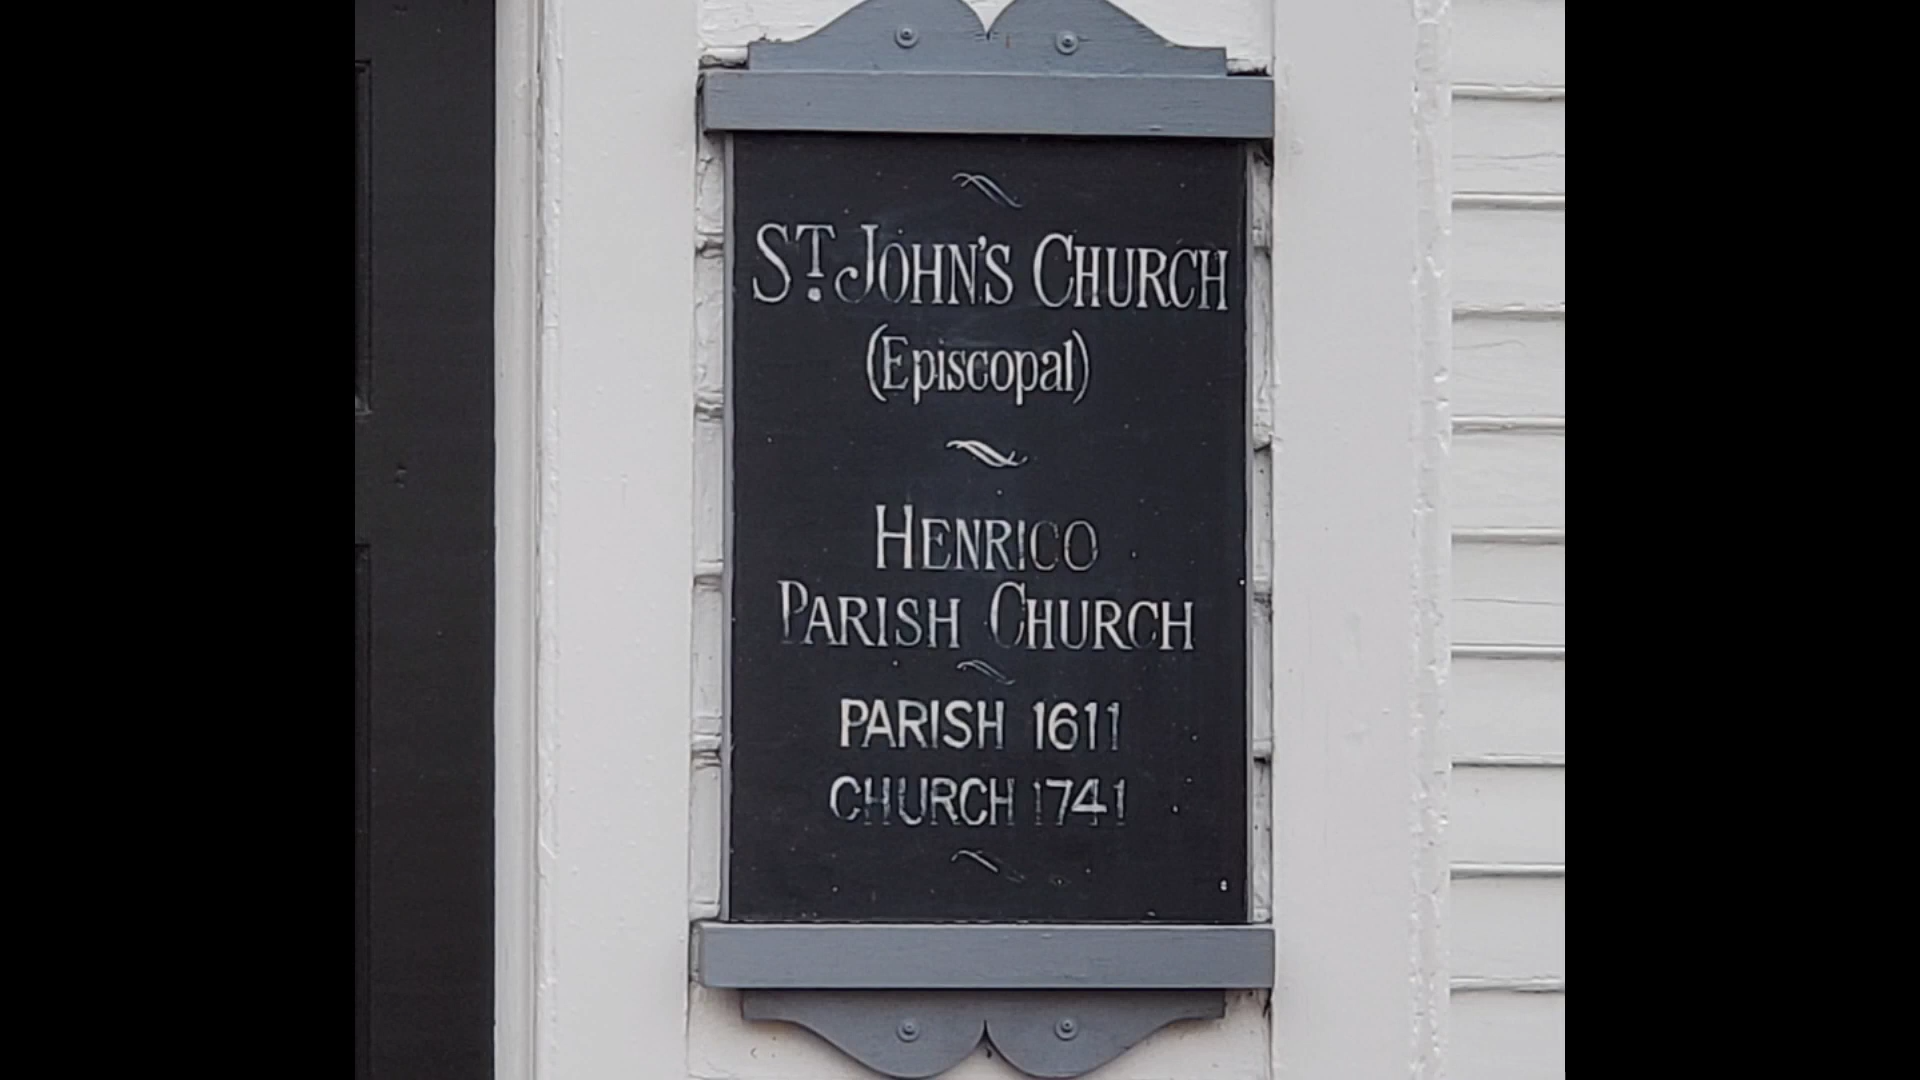 ST. JOHN'S CHURCH
(Episcopal)
HENRICO
PARISH CHURCH
PARISH 1611
CHURCH 1741